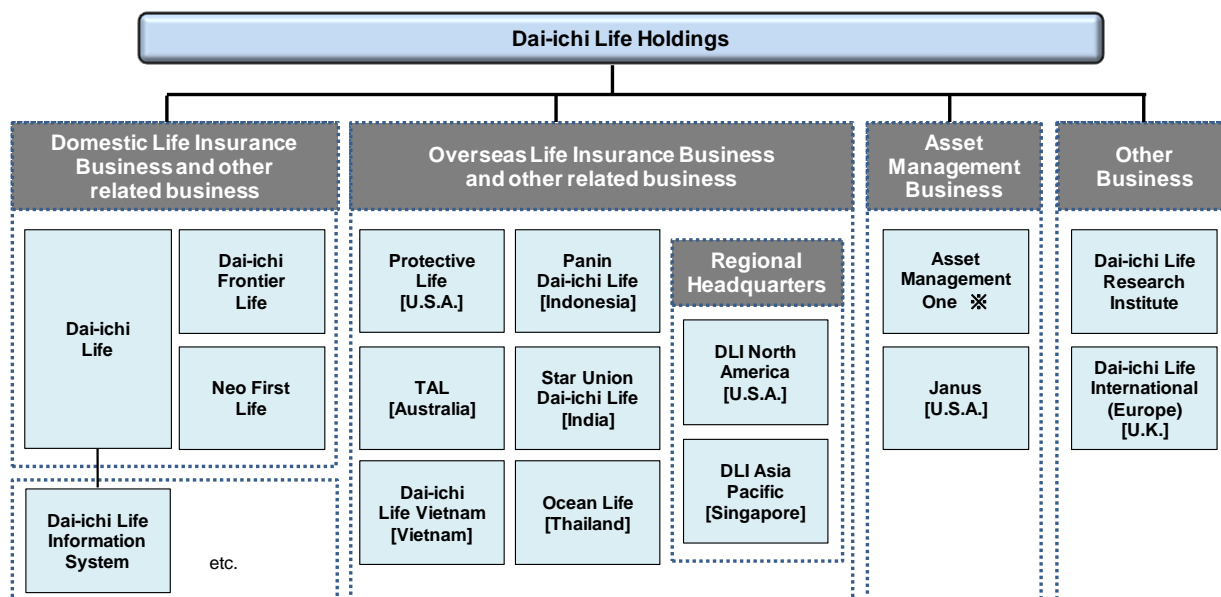 Dai-ichi Life Holdings
Domestic Life Insurance
Business and other
related business
Overseas Life Insurance Business
and other related business
Asset
Management
Business
Other
Business
Dai-ichi
Life
Dai-ichi
Frontier
Life
Neo First
Life
Dai-ichi Life
Information
System
etc.
Protective
Life
[U.S.A.]
Panin
Dai-ichi Life
[Indonesia]
TAL
[Australia]
Star Union
Dai-ichi Life
[India]
Dai-ichi
Life Vietnam
[Vietnam]
Ocean Life
[Thailand]
Regional
Headquarters
DLI North
America
[U.S.A.]
DLI Asia
Pacific
[Singapore]
Asset
Management
One ※
Janus
[U.S.A.]
Dai-ichi Life
Research
Institute
Dai-ichi Life
International
(Europe)
[U.K.]